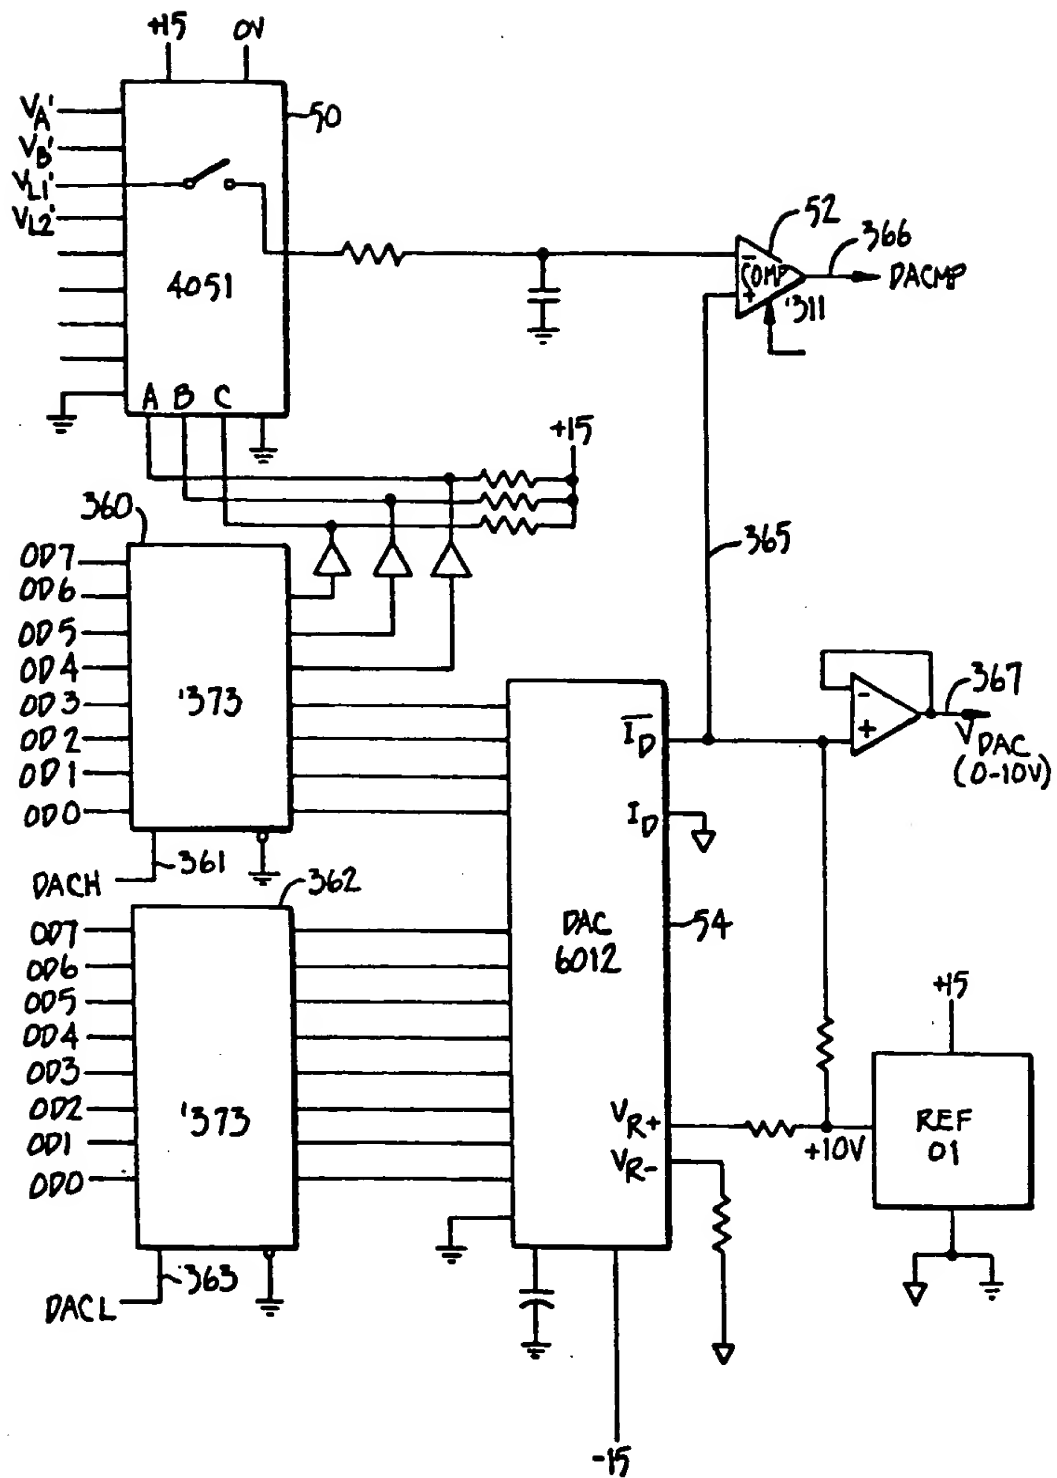 +15 0V
VA'
50
VB'
VL1'
VL2'
52
366
-
COMP
+
DACMP
'311
4051
A B C
+15
360
365
OD7
OD6
OD5
OD4
OD3
OD2
OD1
OD0
'373
367
-
+
VDAC
(0-10V)
ID
ID
361
DACH
362
OD7
OD6
OD5
OD4
OD3
OD2
OD1
OD0
'373
DAC
6012
54
+15
VR+
+10V
REF
01
VR-
363
DACL
-15